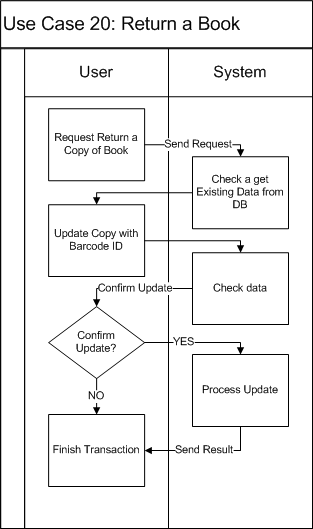 Use Case 20: Return a Book
User
System
Request Return a
Copy of Book
Send Request
Check a get
Existing Data from
DB
Update Copy with
Barcode ID
Confirm Update
Check data
Confirm
Update?
YES
Process Update
NO
Finish Transaction
Send Result